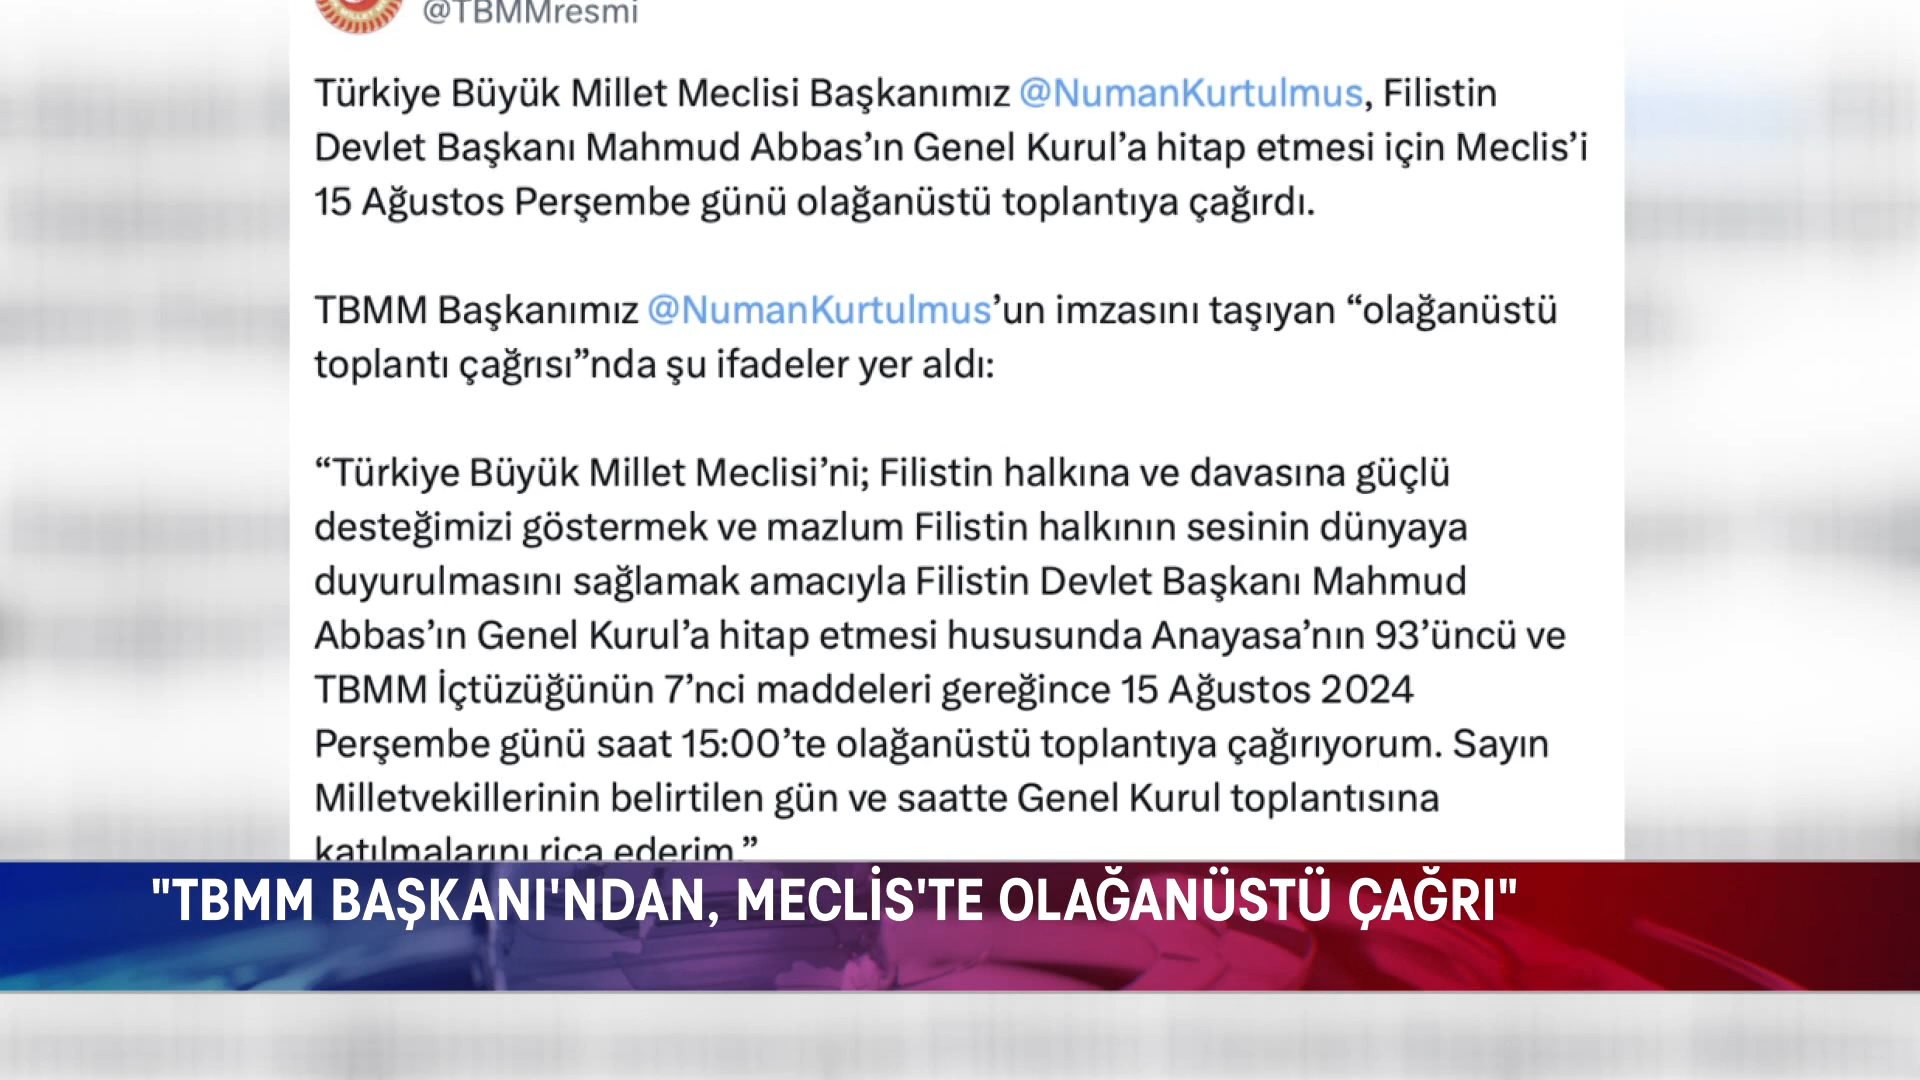 @TBMMresmi
Türkiye Büyük Millet Meclisi Başkanımız @NumanKurtulmus, Filistin
Devlet Başkanı Mahmud Abbas’ın Genel Kurul’a hitap etmesi için Meclis’i
15 Ağustos Perşembe günü olağanüstü toplantıya çağırdı.
TBMM Başkanımız @NumanKurtulmus’un imzasını taşıyan “olağanüstü
toplantı çağrısı”nda şu ifadeler yer aldı:
“Türkiye Büyük Millet Meclisi’ni; Filistin halkına ve davasına güçlü
desteğimizi göstermek ve mazlum Filistin halkının sesinin dünyaya
duyurulmasını sağlamak amacıyla Filistin Devlet Başkanı Mahmud
Abbas’ın Genel Kurul’a hitap etmesi hususunda Anayasa’nın 93’üncü ve
TBMM İçtüzüğünün 7’nci maddeleri gereğince 15 Ağustos 2024
Perşembe günü saat 15:00’te olağanüstü toplantıya çağırıyorum. Sayın
Milletvekillerinin belirtilen gün ve saatte Genel Kurul toplantısına
katılmalarını rica ederim.”
"TBMM BAŞKANI'NDAN, MECLİS'TE OLAĞANÜSTÜ ÇAĞRI"